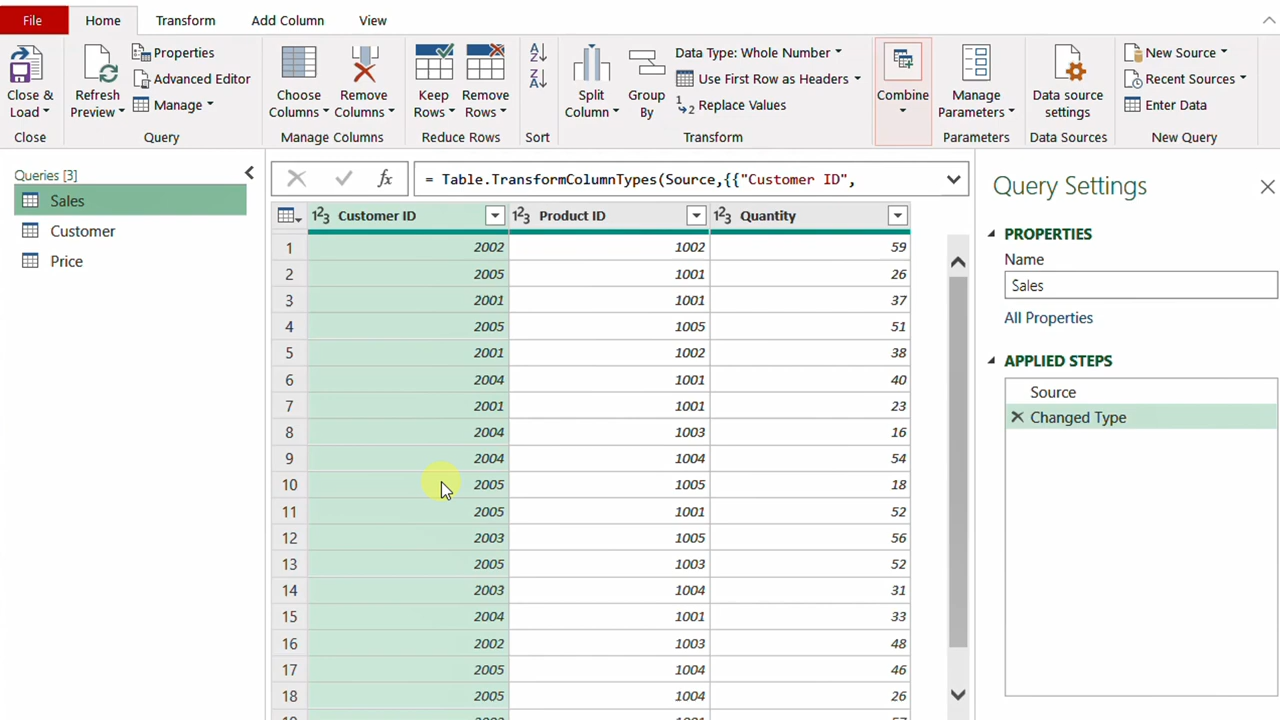 File Home Transform Add Column View
Close & Load
Refresh Preview
Properties
Advanced Editor
Manage
Choose Columns
Remove Columns
Keep Rows
Remove Rows
Split Column
Group By
Data Type: Whole Number
Use First Row as Headers
Replace Values
Combine
Manage Parameters
Data source settings
New Source
Recent Sources
Enter Data
Close Query Manage Columns Reduce Rows Sort Transform Parameters Data Sources New Query
Queries [3]
Sales
Customer
Price
fx = Table.TransformColumnTypes(Source,{{"Customer ID",
Customer ID Product ID Quantity
1 2002 1002 59
2 2005 1001 26
3 2001 1001 37
4 2005 1005 51
5 2001 1002 38
6 2004 1001 40
7 2001 1001 23
8 2004 1003 16
9 2004 1004 54
10 2005 1005 18
11 2005 1001 52
12 2003 1005 56
13 2005 1003 52
14 2003 1004 31
15 2004 1001 33
16 2002 1003 48
17 2005 1004 46
18 2005 1004 26
Query Settings
PROPERTIES
Name
Sales
All Properties
APPLIED STEPS
Source
Changed Type